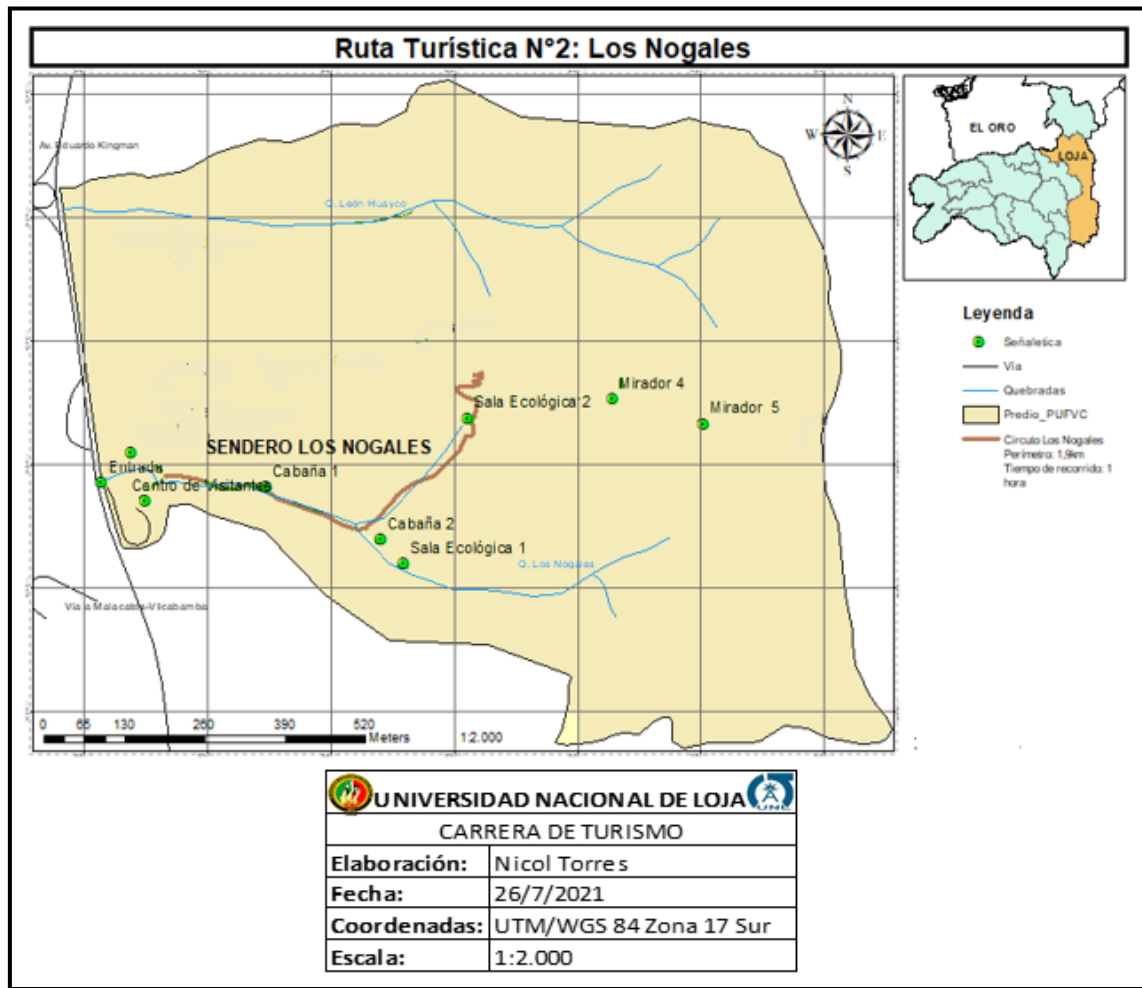 Ruta Turística N°2: Los Nogales
Av. Eduardo Kingman
N
W
E
S
EL ORO
LOJA
Q. León Huayco
Leyenda
Señaletica
Vía
Quebradas
Predio_PUFVC
Circuto Los Nogales
Perímetro: 1,9km
Tiempo de recorrido: 1
hora
Mirador 4
Sala Ecológica 2
Mirador 5
SENDERO LOS NOGALES
Entrada
Cabaña 1
Centro de Visitantes
Cabaña 2
Sala Ecológica 1
Q. Los Nogales
Vía a Malacatos-Vilcabamba
0 65 130 260 390 520
Meters
1:2.000
UNIVERSIDAD NACIONAL DE LOJA
UNL
CARRERA DE TURISMO
Elaboración: Nicol Torres
Fecha: 26/7/2021
Coordenadas: UTM/WGS 84 Zona 17 Sur
Escala: 1:2.000